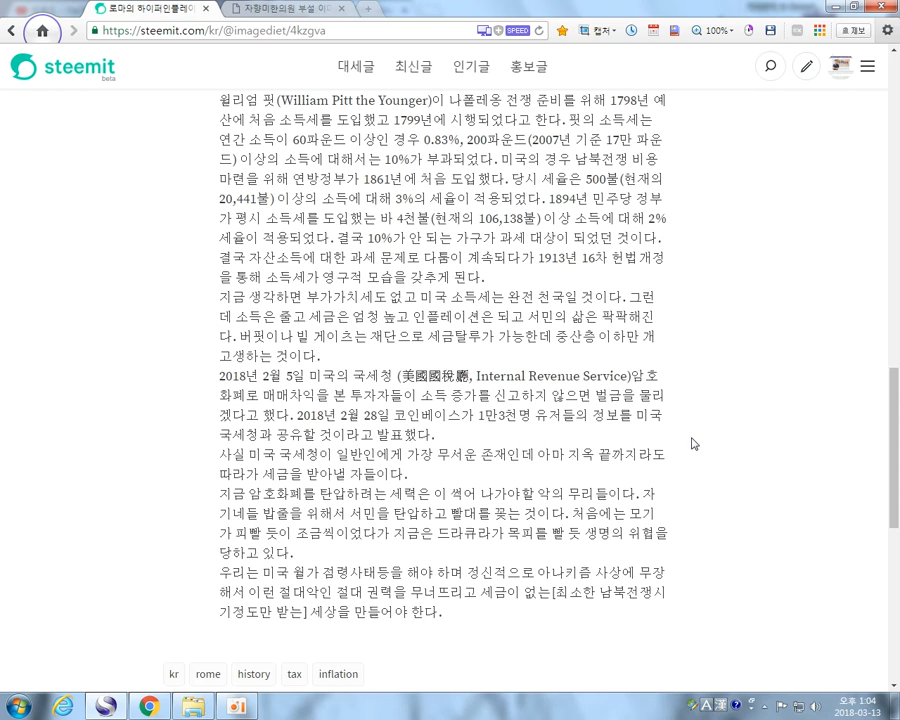 로마의 하이퍼인플레이
자향미한의원 부설 이미
https://steemit.com/kr/@imagediet/4kzgva
SPEED
캡처
100%
흐 채보
steemit
beta
대세글 최신글 인기글 홍보글
윌리엄 핏(William Pitt the Younger)이 나폴레옹 전쟁 준비를 위해 1798년 예
산에 처음 소득세를 도입했고 1799년에 시행되었다고 한다. 핏의 소득세는
연간 소득이 60파운드 이상인 경우 0.83%, 200파운드(2007년 기준 17만 파운
드) 이상의 소득에 대해서는 10%가 부과되었다. 미국의 경우 남북전쟁 비용
마련을 위해 연방정부가 1861년에 처음 도입했다. 당시 세율은 500불(현재의
20,441불) 이상의 소득에 대해 3%의 세율이 적용되었다. 1894년 민주당 정부
가 평시 소득세를 도입했는 바 4천불(현재의 106,138불) 이상 소득에 대해 2%
세율이 적용되었다. 결국 10%가 안 되는 가구가 과세 대상이 되었던 것이다.
결국 자산소득에 대한 과세 문제로 다툼이 계속되다가 1913년 16차 헌법개정
을 통해 소득세가 영구적 모습을 갖추게 된다.
지금 생각하면 부가가치세도 없고 미국 소득세는 완전 천국일 것이다. 그런
데 소득은 줄고 세금은 엄청 높고 인플레이션은 되고 서민의 삶은 팍팍해진
다. 버핏이나 빌 게이츠는 재단으로 세금탈루가 가능한데 중산층 이하만 개
고생하는 것이다.
2018년 2월 5일 미국의 국세청 (美國國稅廳, Internal Revenue Service)암호
화폐로 매매차익을 본 투자자들이 소득 증가를 신고하지 않으면 벌금을 물리
겠다고 했다. 2018년 2월 28일 코인베이스가 1만3천명 유저들의 정보를 미국
국세청과 공유할 것이라고 발표했다.
사실 미국 국세청이 일반인에게 가장 무서운 존재인데 아마 지옥 끝까지라도
따라가 세금을 받아낼 자들이다.
지금 암호화폐를 탄압하려는 세력은 이 썩어 나가야할 악의 무리들이다. 자
기네들 밥줄을 위해서 서민을 탄압하고 빨대를 꽂는 것이다. 처음에는 모기
가 피빨 듯이 조금씩이었다가 지금은 드라큐라가 목피를 빨 듯 생명의 위협을
당하고 있다.
우리는 미국 월가 점령사태등을 해야 하며 정신적으로 아나키즘 사상에 무장
해서 이런 절대악인 절대 권력을 무너뜨리고 세금이 없는[최소한 남북전쟁시
기정도만 받는] 세상을 만들어야 한다.
kr rome history tax inflation
A 漢
오후 1:04
2018-03-13